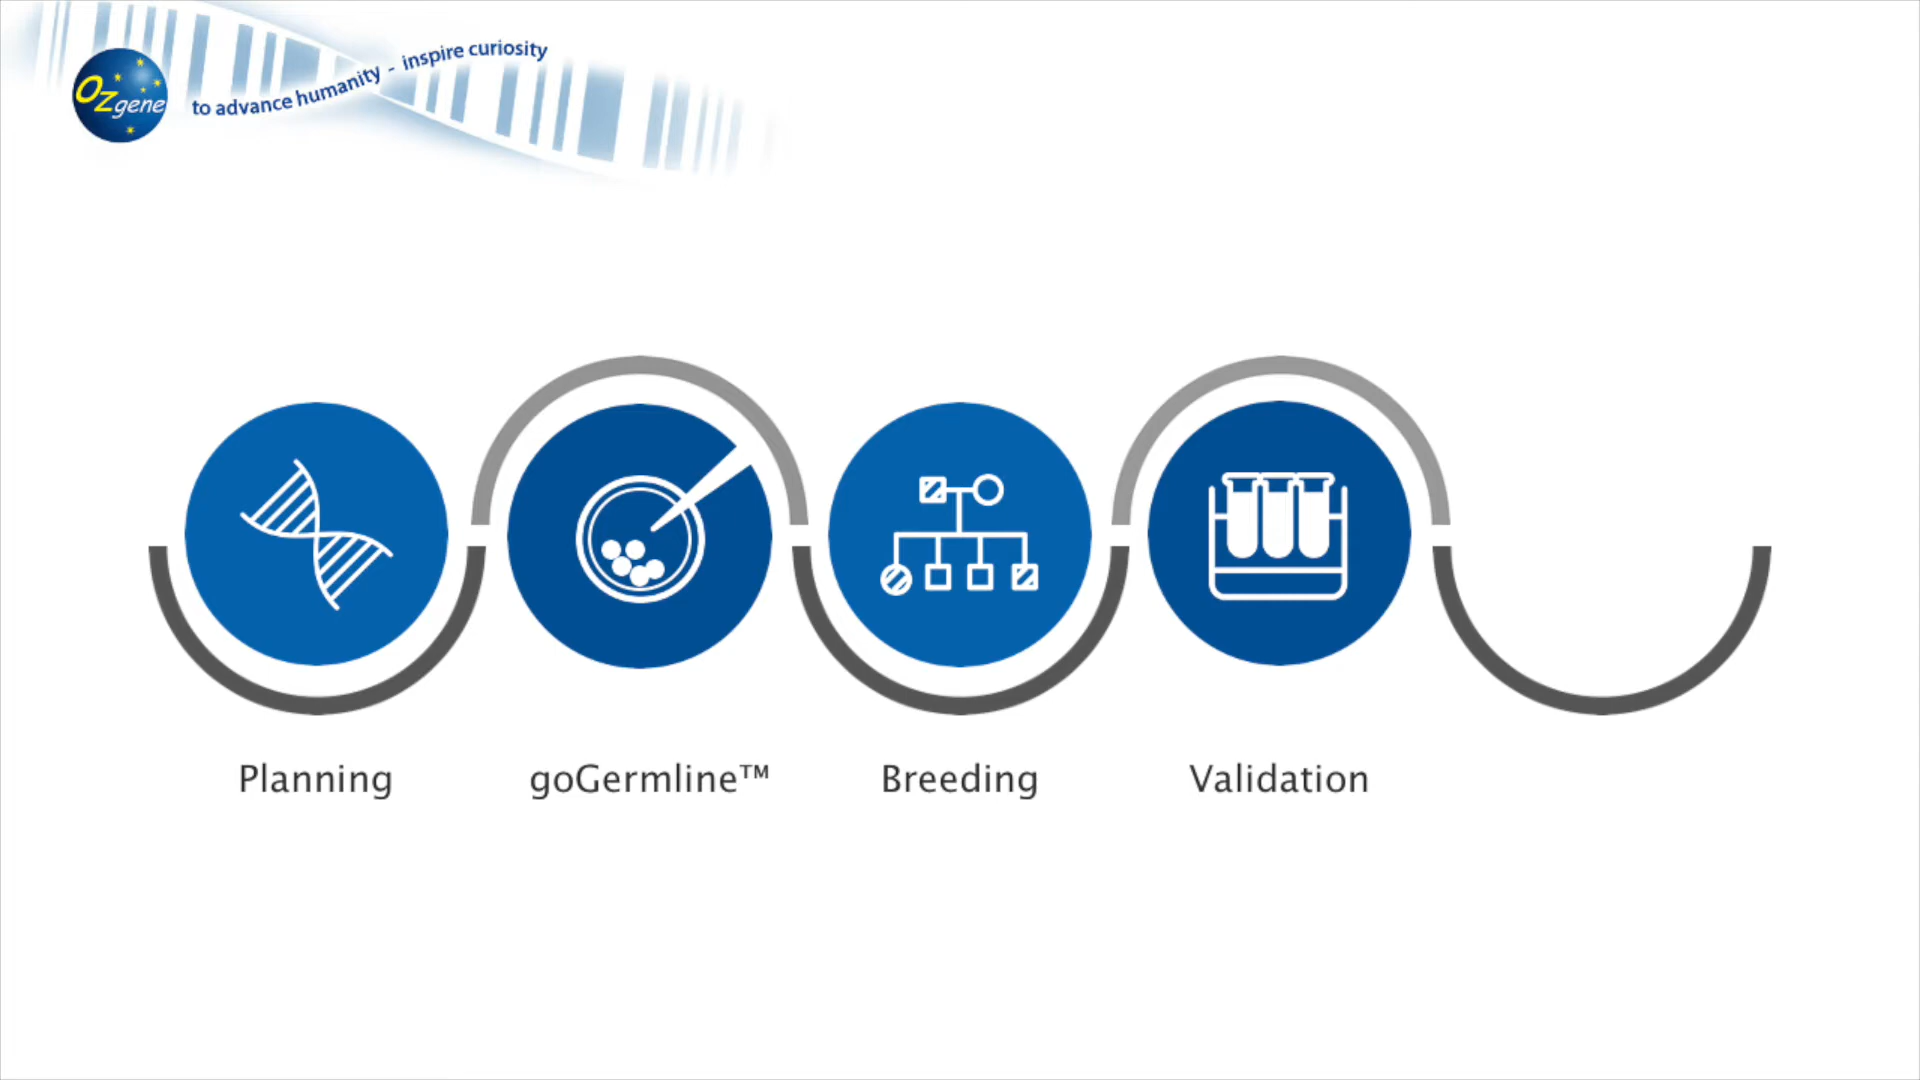 Ozgene
to advance humanity - inspire curiosity
Planning
goGermline™
Breeding
Validation